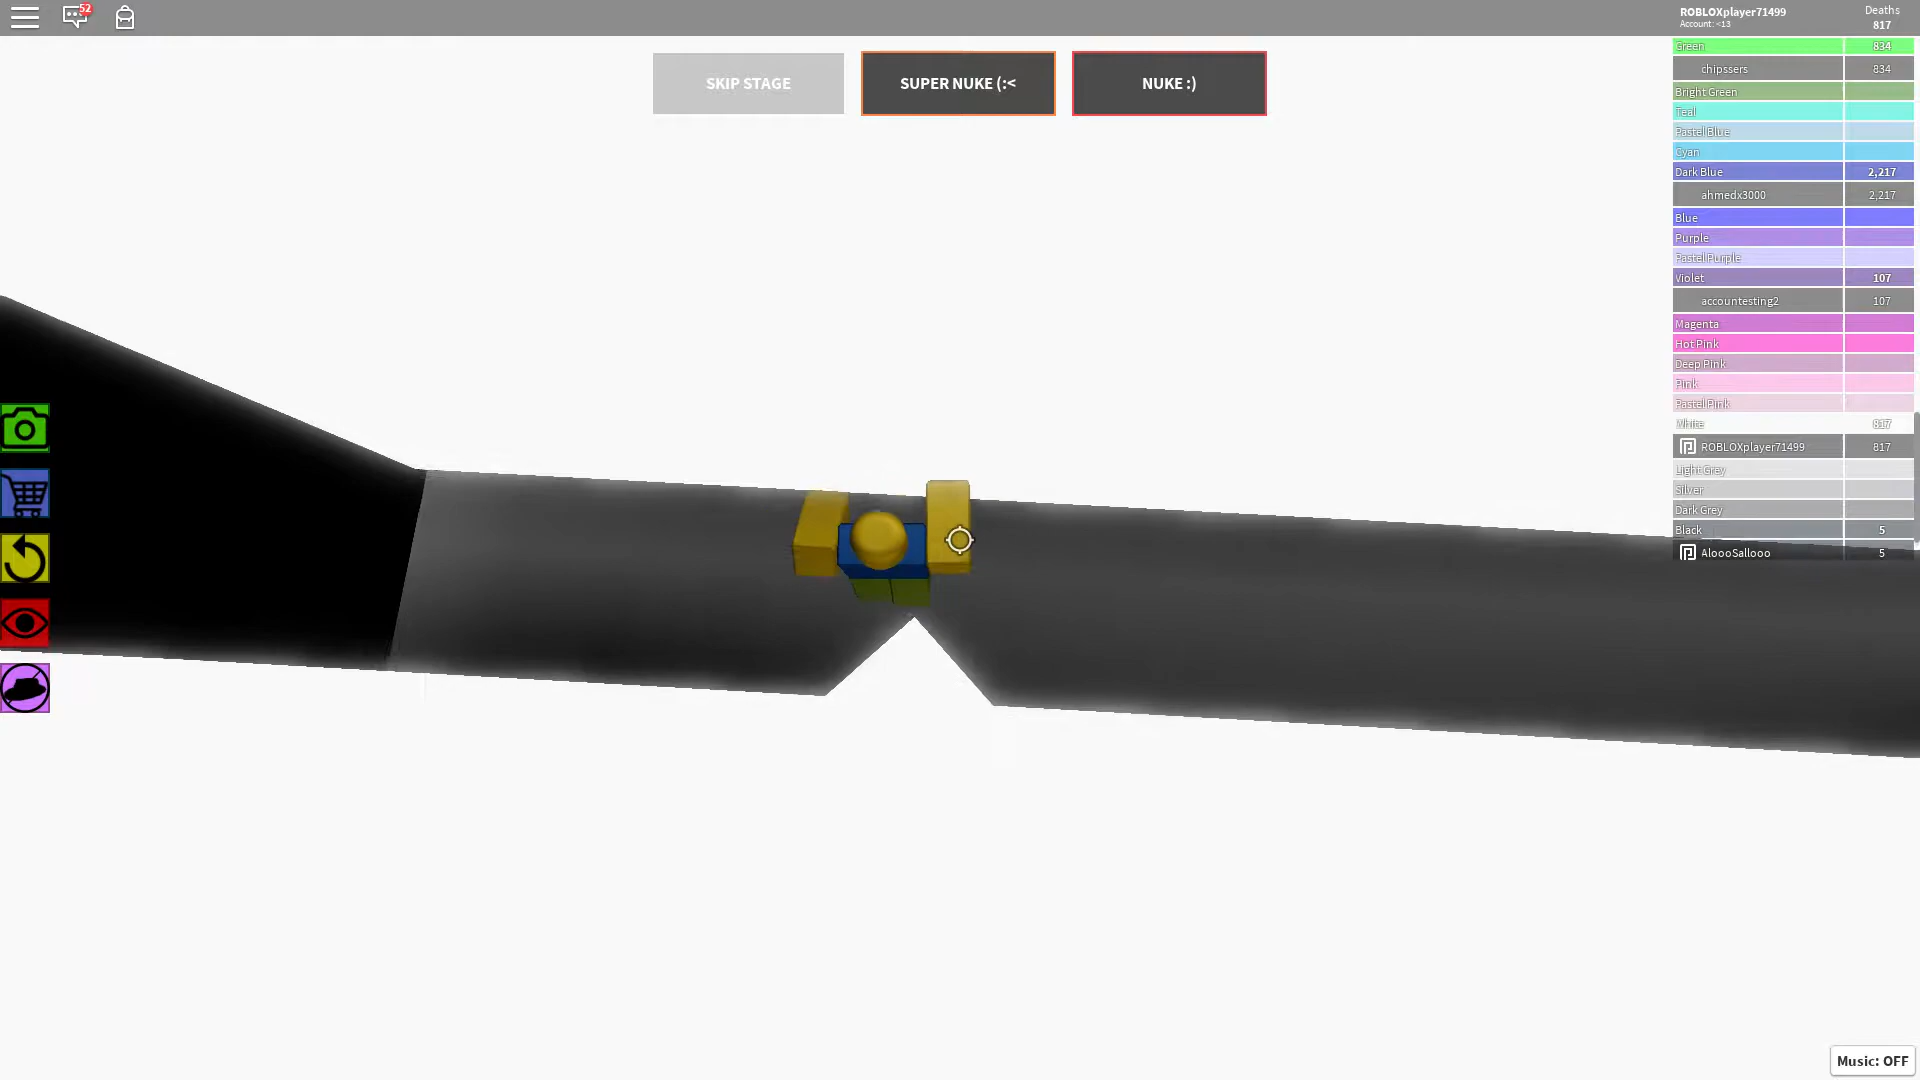 52
ROBLOXplayer71499
Account: <13
Deaths
817
SKIP STAGE
SUPER NUKE (:<
NUKE :)
Green 834
chipssers 834
Bright Green
Teal
Pastel Blue
Cyan
Dark Blue 2,217
ahmedx3000 2,217
Blue
Purple
Pastel Purple
Violet 107
accountesting2 107
Magenta
Hot Pink
Deep Pink
Pink
Pastel Pink
White 817
ROBLOXplayer71499 817
Light Grey
Silver
Dark Grey
Black 5
AloooSallooo 5
Music: OFF